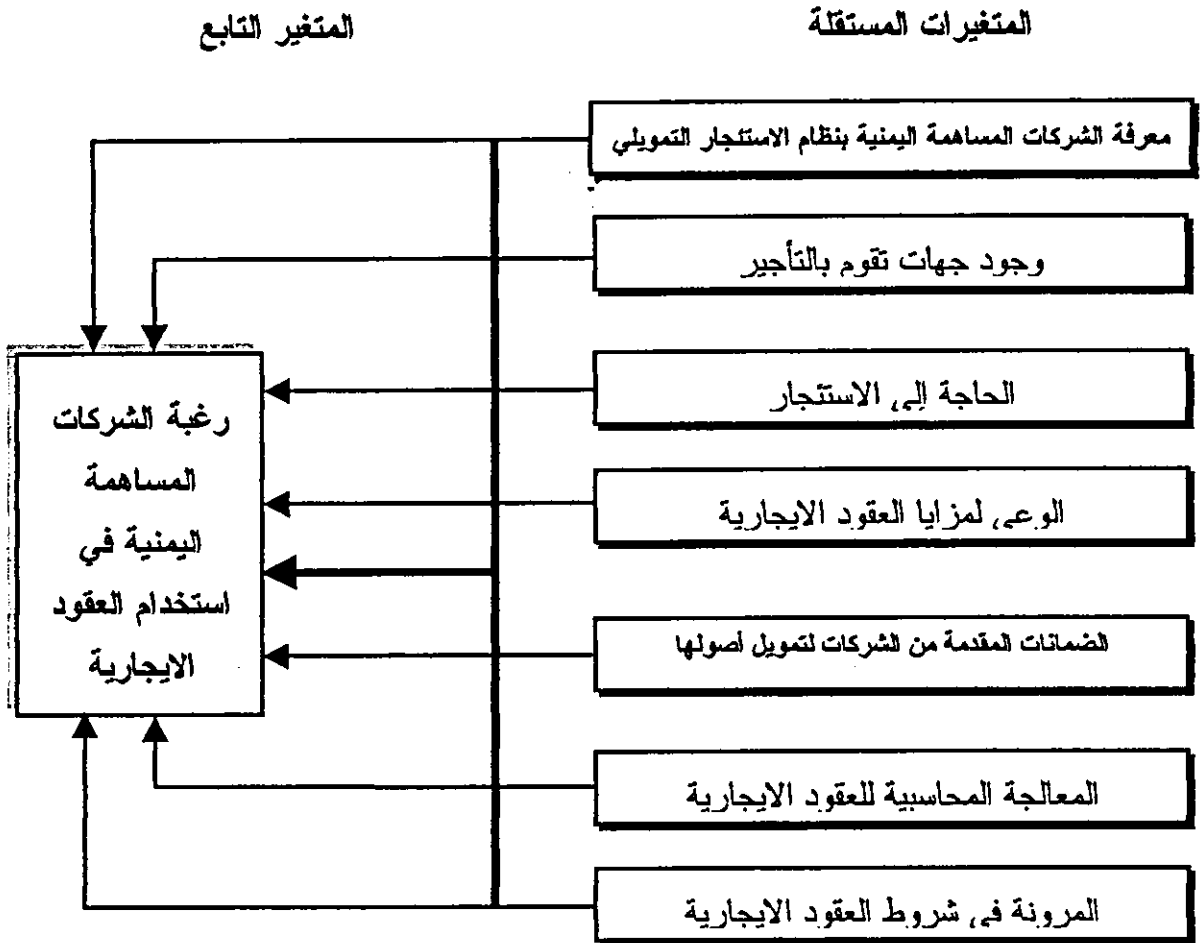 المتغيرات المستقلة
المتغير التابع
معرفة الشركات المساهمة اليمنية بنظام الاستئجار التمويلي
وجود جهات تقوم بالتأجير
الحاجة إلى الاستئجار
الوعي لمزايا العقود الايجارية
الضمانات المقدمة من الشركات لتمويل أصولها
المعالجة المحاسبية للعقود الايجارية
المرونة في شروط العقود الايجارية
رغبة الشركات
المساهمة
اليمنية في
استخدام العقود
الايجارية